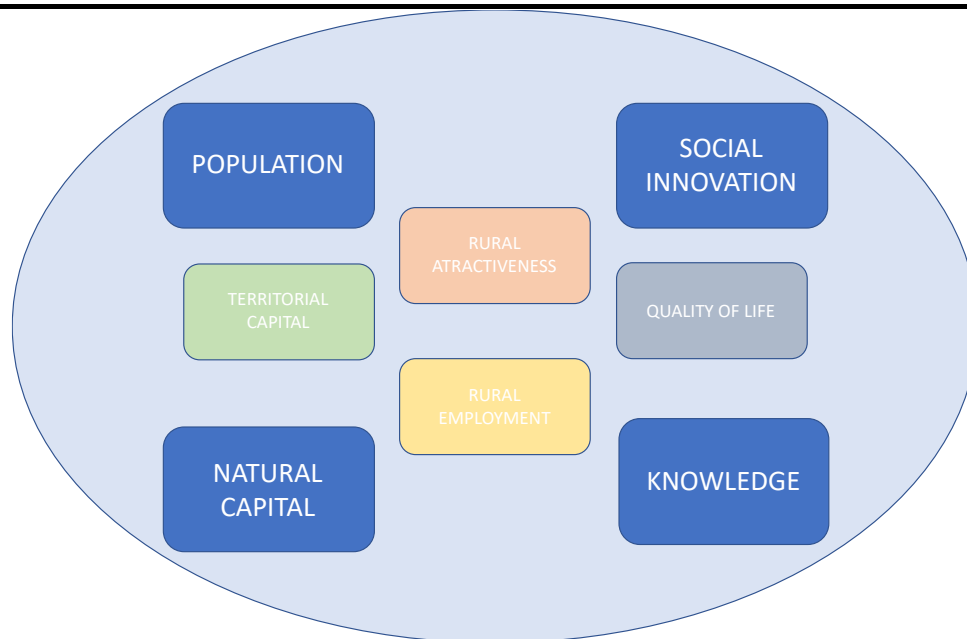 POPULATION
SOCIAL
INNOVATION
RURAL
ATRACTIVENESS
TERRITORIAL
CAPITAL
QUALITY OF LIFE
RURAL
EMPLOYMENT
NATURAL
CAPITAL
KNOWLEDGE